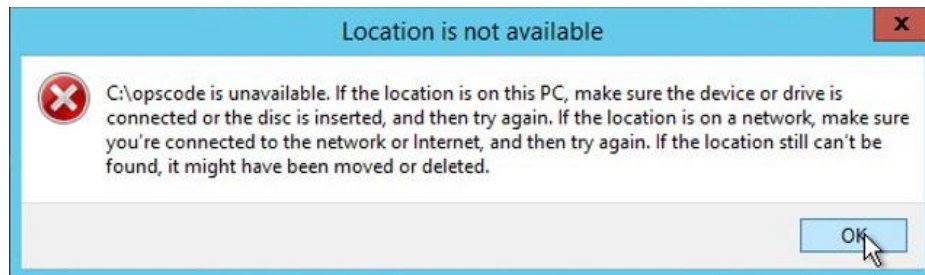 Location is not available
x
C:\opscode is unavailable. If the location is on this PC, make sure the device or drive is
connected or the disc is inserted, and then try again. If the location is on a network, make sure
you're connected to the network or Internet, and then try again. If the location still can't be
found, it might have been moved or deleted.
OK